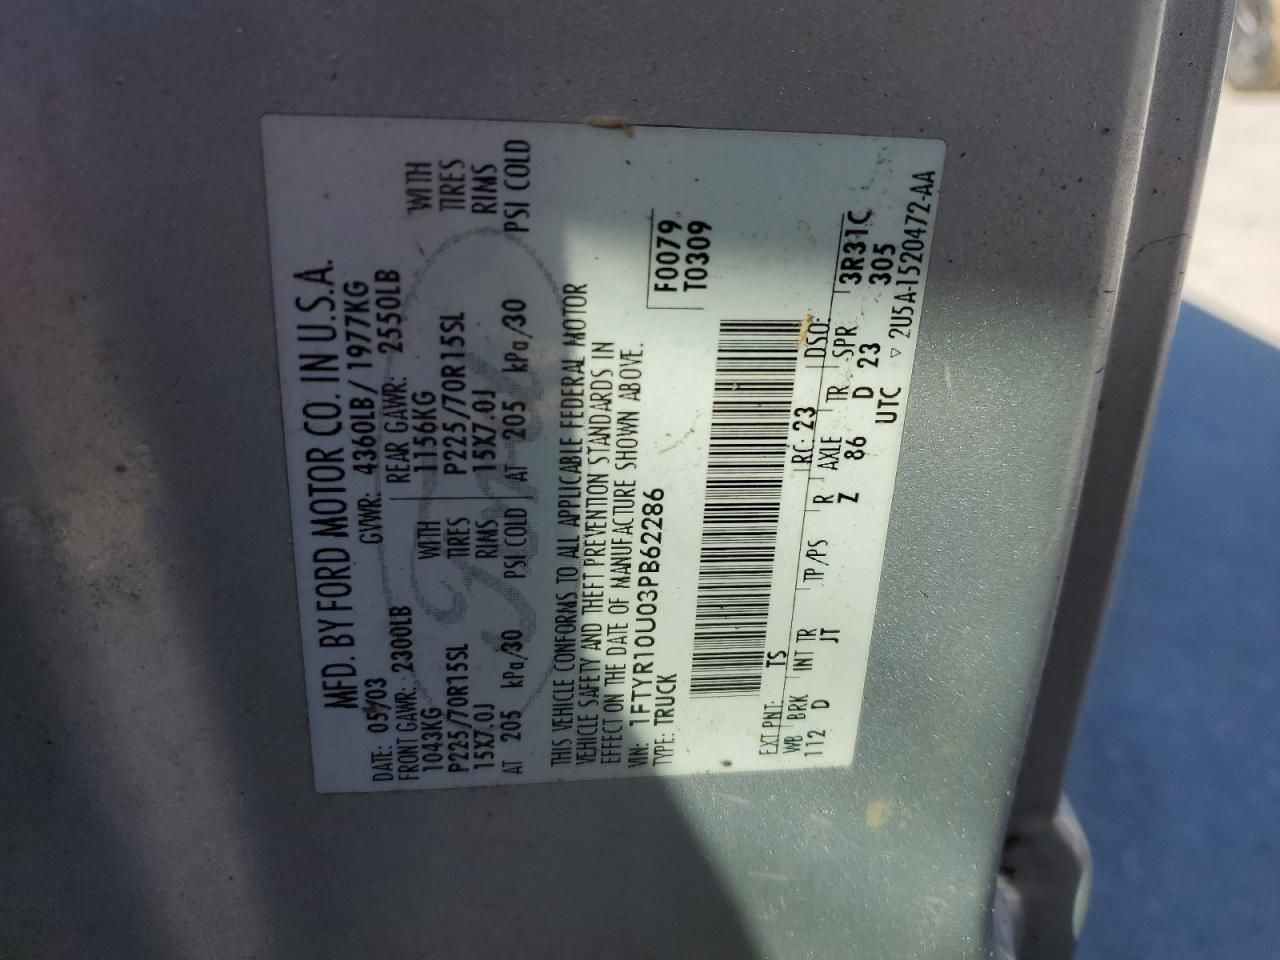 MFD. BY FORD MOTOR CO. IN U.S.A.
DATE: 05/03 GVWR: 4360LB/ 1977KG
FRONT GAWR: 2300LB REAR GAWR: 2550LB
1043KG WITH 1156KG WITH
P225/70R15SL TIRES P225/70R15SL TIRES
15X7.0J RIMS 15X7.0J RIMS
AT 205 kPa/30 PSI COLD AT 205 kPa/30 PSI COLD
THIS VEHICLE CONFORMS TO ALL APPLICABLE FEDERAL MOTOR
VEHICLE SAFETY AND THEFT PREVENTION STANDARDS IN
EFFECT ON THE DATE OF MANUFACTURE SHOWN ABOVE.
VIN: 1FTYR10U03PB62286 F0079
TYPE: TRUCK T0309
EXT PNT: TS RC: 23 DSO:
WB BRK INT TR TP/PS R AXLE TR SPR 3R31C
112 D JT Z 86 D 23 305
UTC ▽ 2U5A-1520472-AA